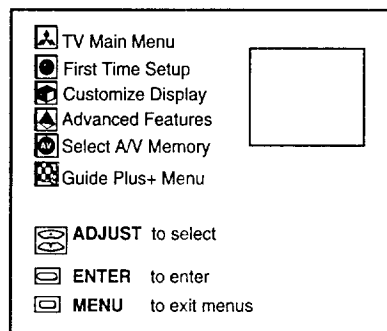 TV Main Menu
First Time Setup
Customize Display
Advanced Features
AV Select A/V Memory
Guide Plus+ Menu
ADJUST to select
ENTER to enter
MENU to exit menus